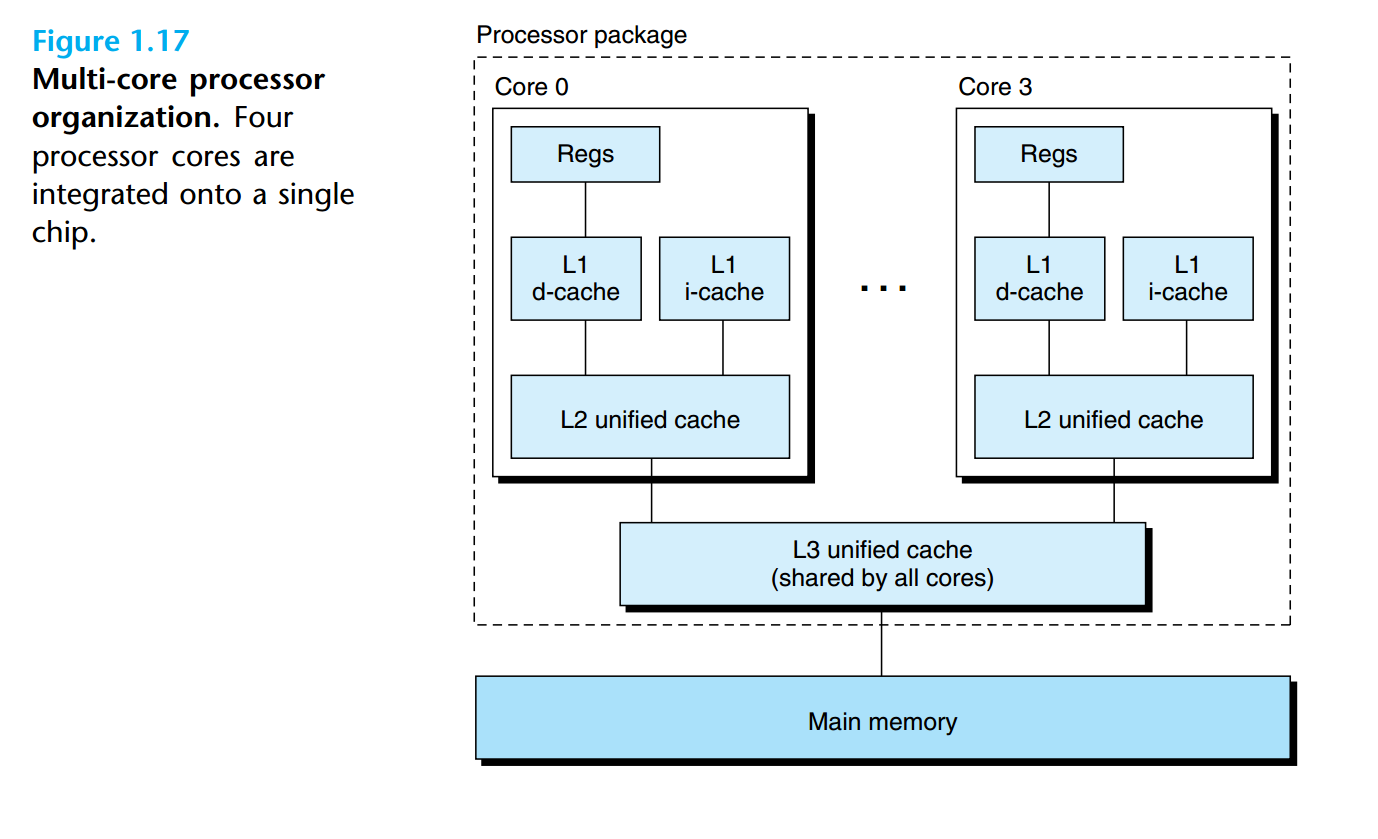 Figure 1.17
Multi-core processor
organization. Four
processor cores are
integrated onto a single
chip.
Processor package
Core 0
Regs
L1
d-cache
L1
i-cache
L2 unified cache
...
Core 3
Regs
L1
d-cache
L1
i-cache
L2 unified cache
L3 unified cache
(shared by all cores)
Main memory